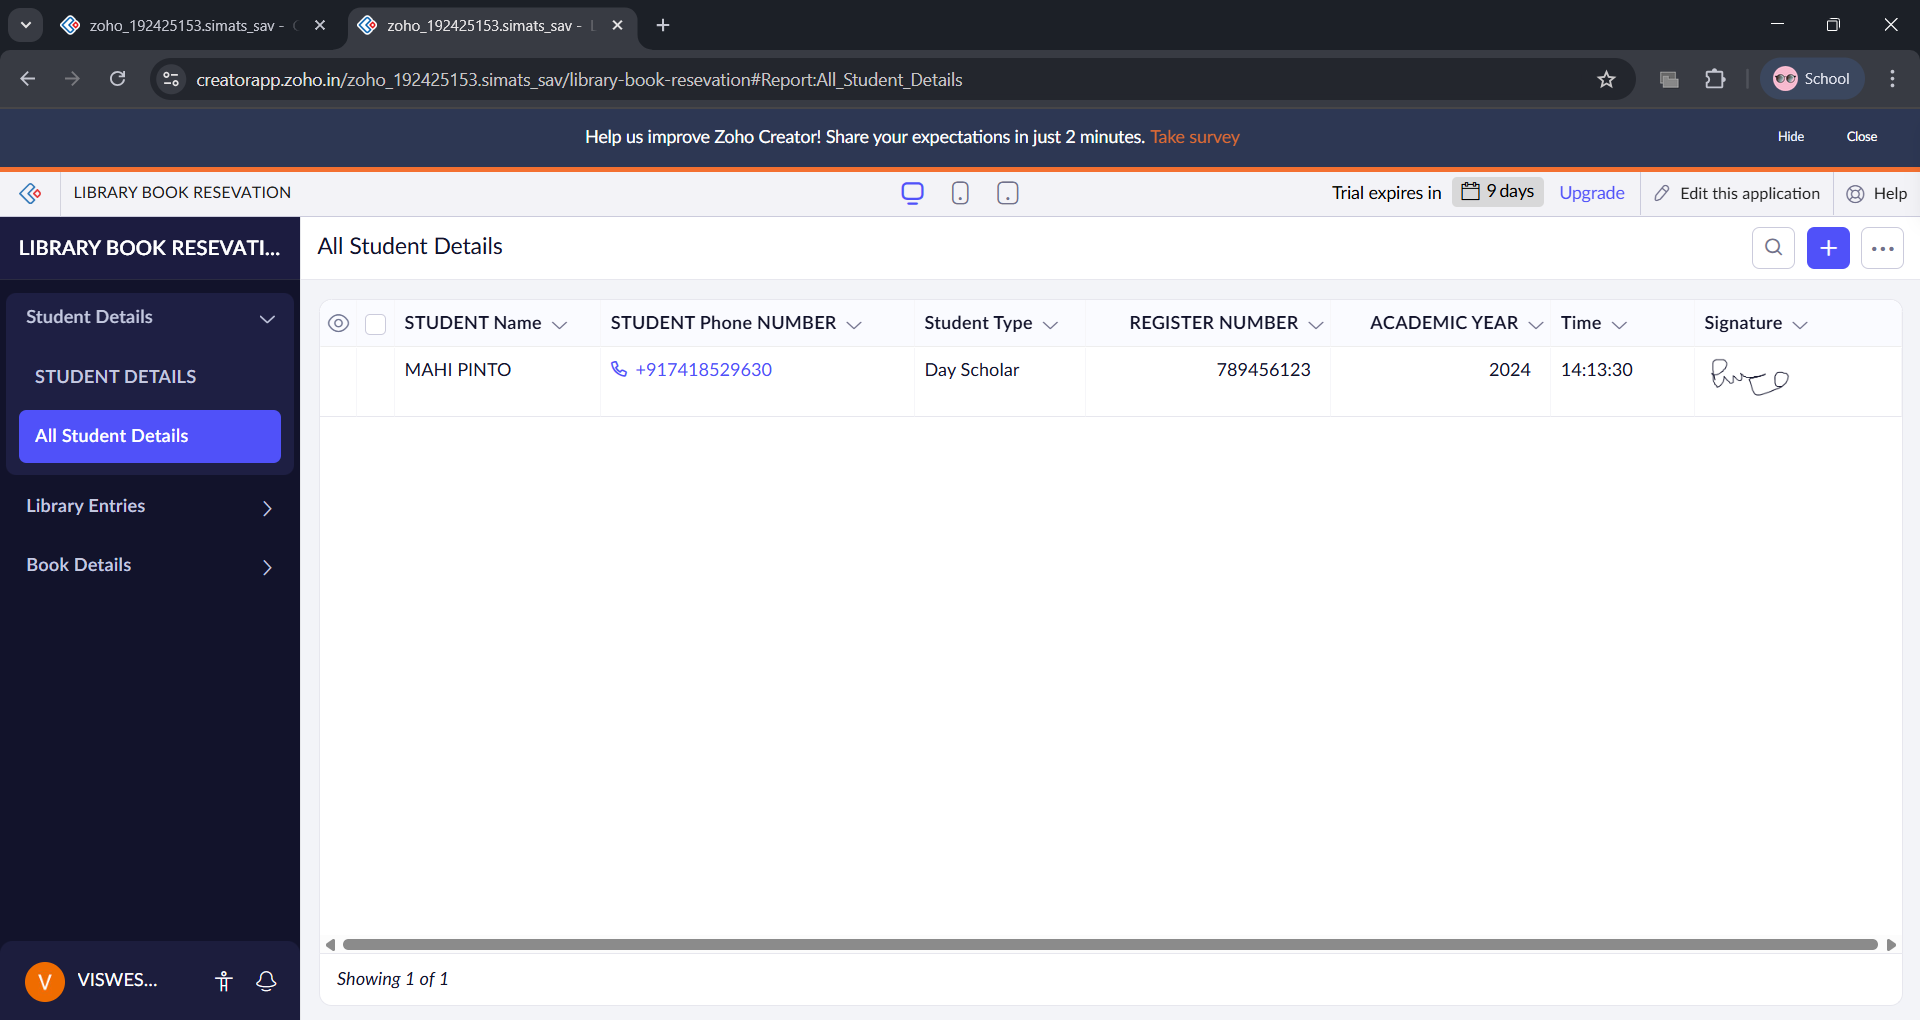 zoho_192425153.simats_sav -
zoho_192425153.simats_sav -
creatorapp.zoho.in/zoho_192425153.simats_sav/library-book-resevation#Report:All_Student_Details
School
Help us improve Zoho Creator! Share your expectations in just 2 minutes. Take survey
Hide
Close
LIBRARY BOOK RESEVATION
Trial expires in 9 days
Upgrade
Edit this application
Help
LIBRARY BOOK RESEVATI...
All Student Details
Student Details
STUDENT DETAILS
All Student Details
Library Entries
Book Details
STUDENT Name
STUDENT Phone NUMBER
Student Type
REGISTER NUMBER
ACADEMIC YEAR
Time
Signature
MAHI PINTO
+917418529630
Day Scholar
789456123
2024
14:13:30
Showing 1 of 1
V
VISWES...